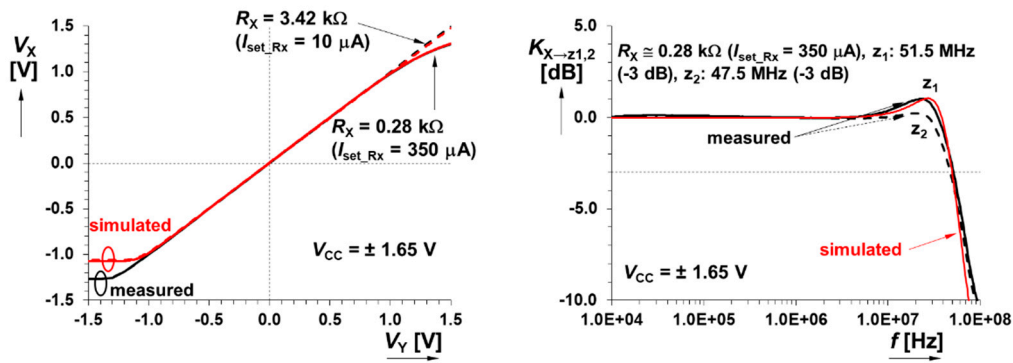 V_X
[V]
1.5
1.0
0.5
0.0
-0.5
-1.0
-1.5
R_X = 3.42 kΩ
(I_set_Rx = 10 µA)
R_X = 0.28 kΩ
(I_set_Rx = 350 µA)
simulated
measured
V_CC = ± 1.65 V
-1.5 -1.0 -0.5 0.0 0.5 1.0 1.5
V_Y [V]
K_X→z1,2
[dB]
R_X ≅ 0.28 kΩ (I_set_Rx = 350 µA), z₁: 51.5 MHz
(-3 dB), z₂: 47.5 MHz (-3 dB)
5.0
0.0
-5.0
-10.0
z₁
measured
z₂
simulated
V_CC = ± 1.65 V
1.0E+04 1.0E+05 1.0E+06 1.0E+07 1.0E+08
f [Hz]